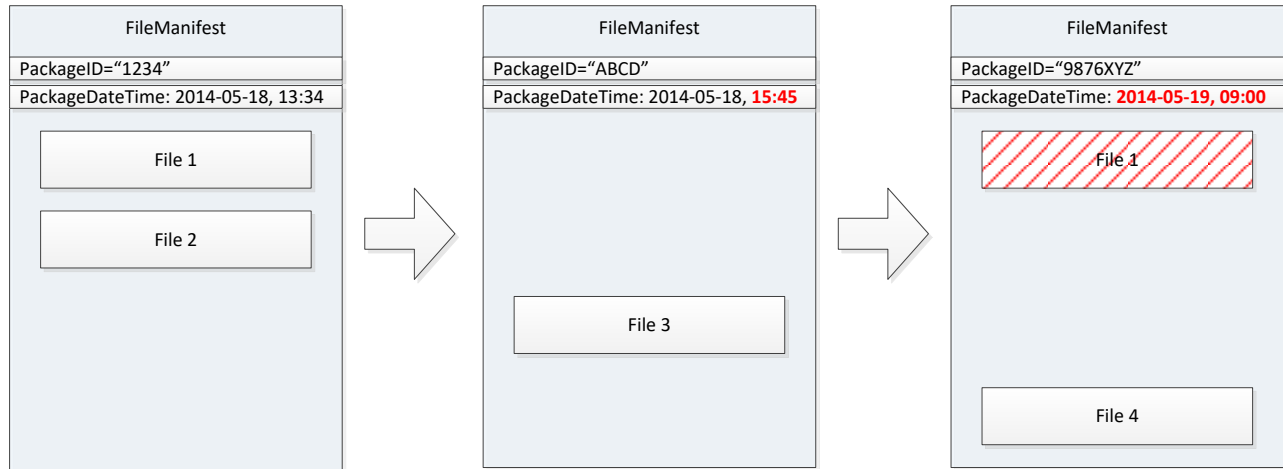 FileManifest
PackageID=“1234”
PackageDateTime: 2014-05-18, 13:34
File 1
File 2
FileManifest
PackageID=“ABCD”
PackageDateTime: 2014-05-18, 15:45
File 3
FileManifest
PackageID=“9876XYZ”
PackageDateTime: 2014-05-19, 09:00
File 1
File 4